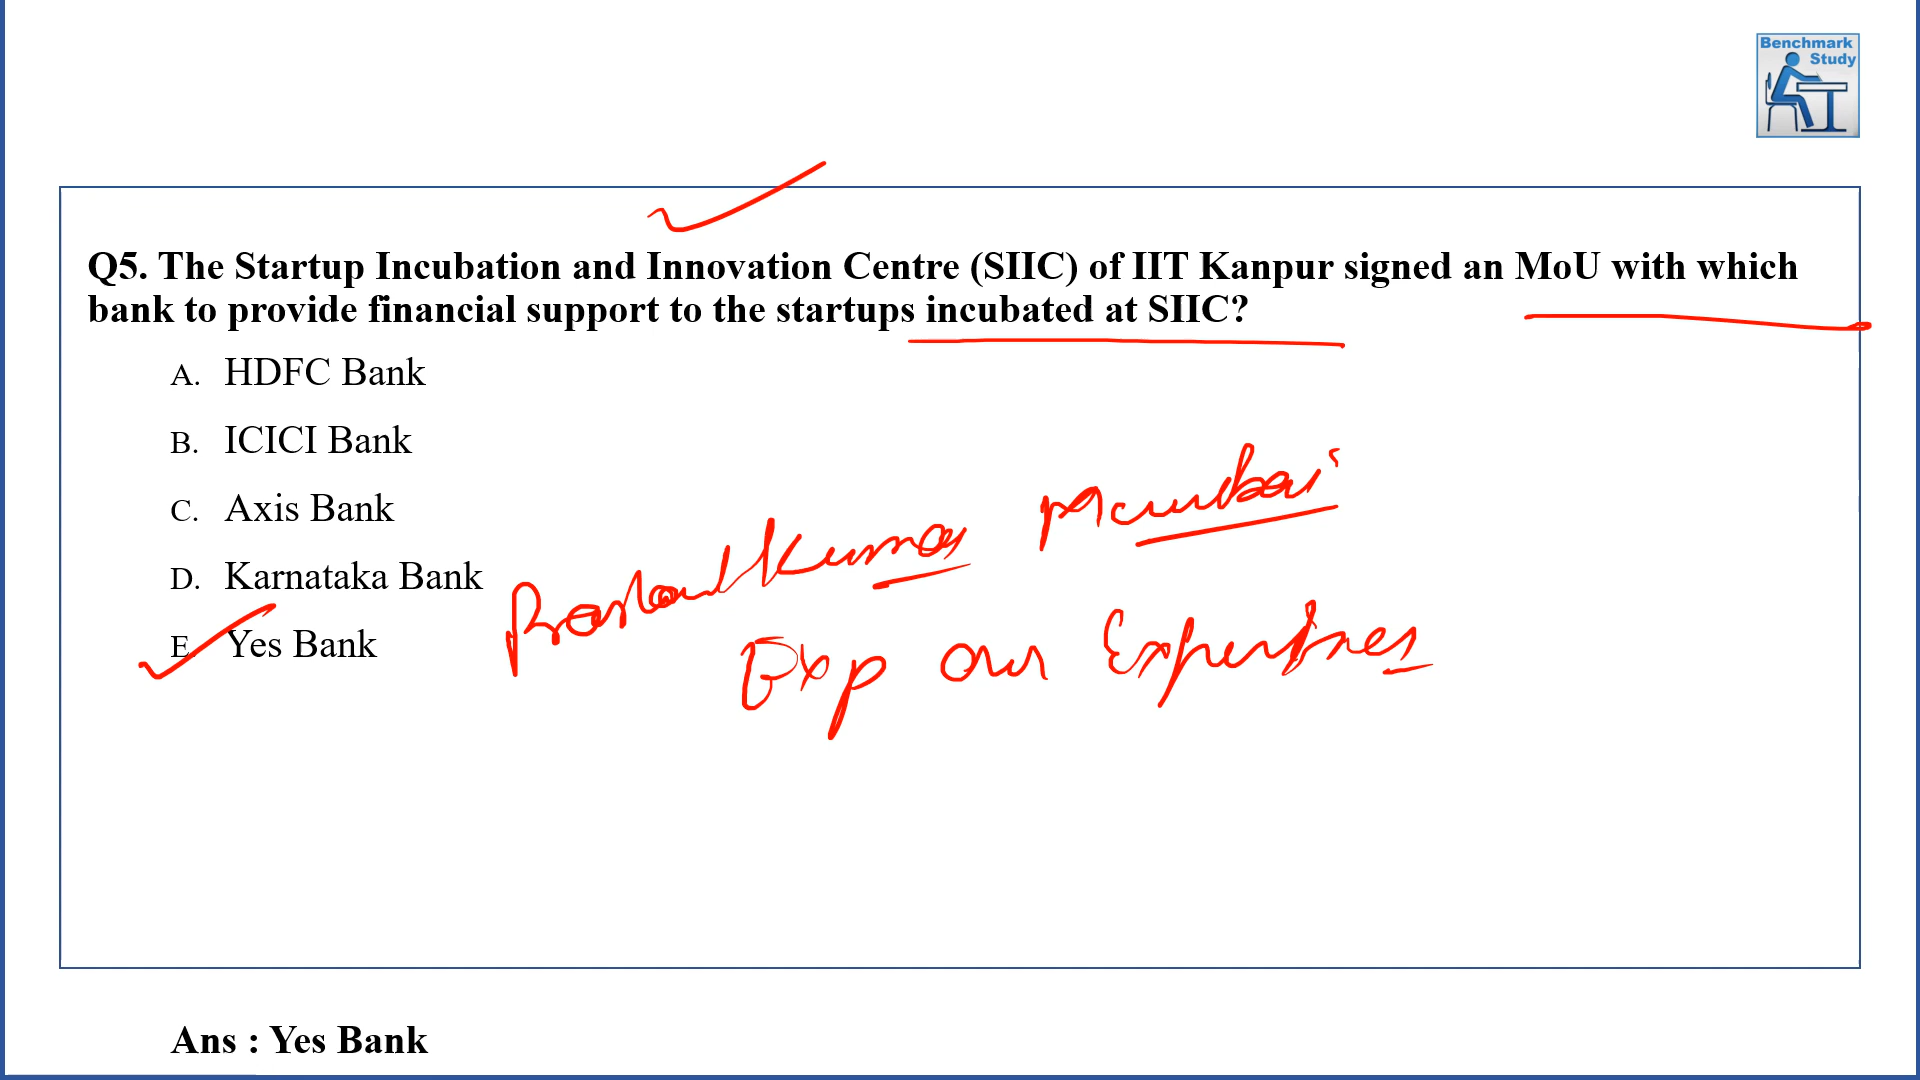 Benchmark
Study
Q5. The Startup Incubation and Innovation Centre (SIIC) of IIT Kanpur signed an MoU with which
bank to provide financial support to the startups incubated at SIIC?
A. HDFC Bank
B. ICICI Bank
C. Axis Bank
D. Karnataka Bank
E. Yes Bank
Kumar Mumbai
Exp our
Ans : Yes Bank